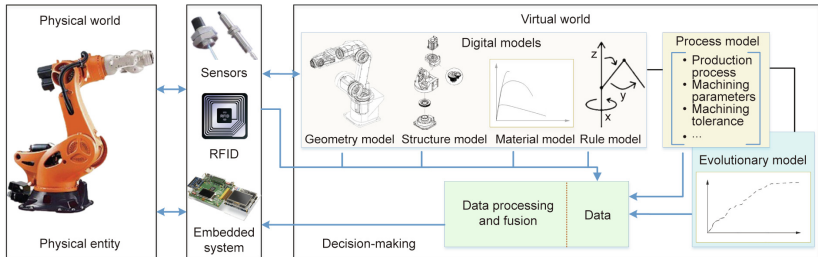 Physical world
Physical entity
Sensors
RFID
Embedded
system
Virtual world
Digital models
Geometry model
Structure model
Material model
Rule model
z
y
x
Process model
• Production
process
• Machining
parameters
• Machining
tolerance
• ...
Evolutionary model
Data processing
and fusion
Data
Decision-making